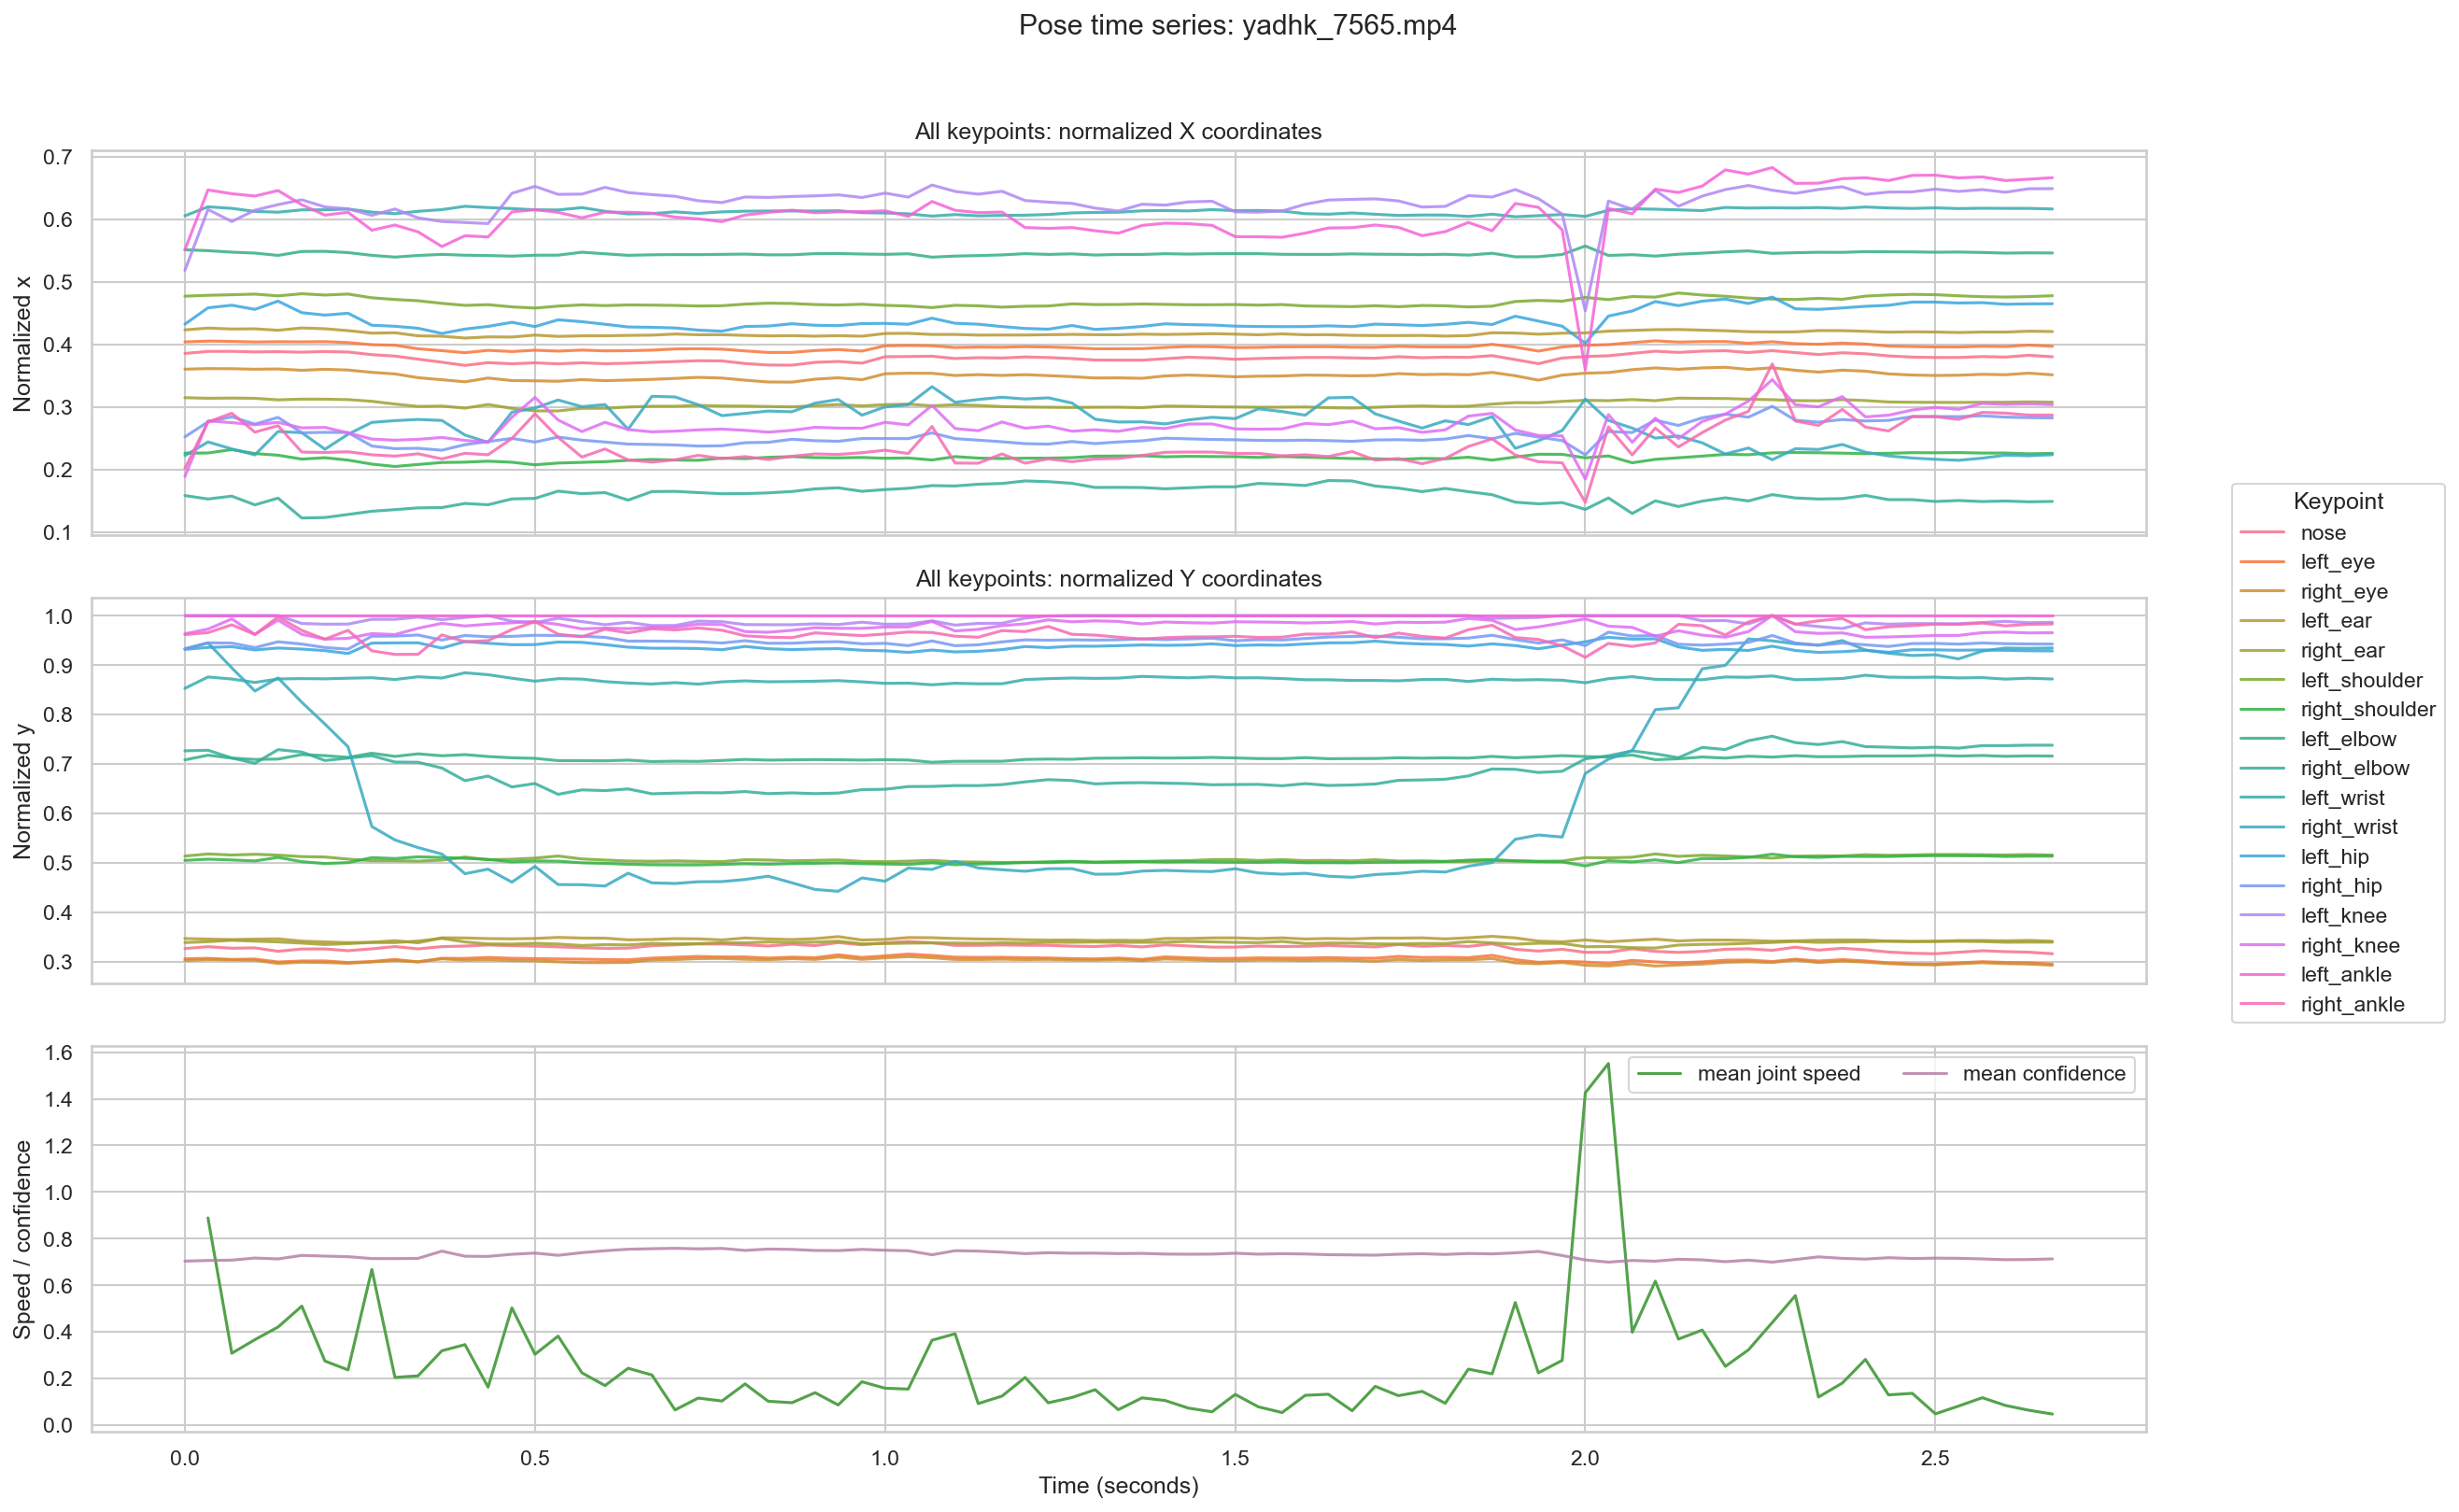 Pose time series: yadhk_7565.mp4
All keypoints: normalized X coordinates
Normalized x
0.7
0.6
0.5
0.4
0.3
0.2
0.1
All keypoints: normalized Y coordinates
Normalized y
1.0
0.9
0.8
0.7
0.6
0.5
0.4
0.3
Keypoint
nose
left_eye
right_eye
left_ear
right_ear
left_shoulder
right_shoulder
left_elbow
right_elbow
left_wrist
right_wrist
left_hip
right_hip
left_knee
right_knee
left_ankle
right_ankle
Speed / confidence
1.6
1.4
1.2
1.0
0.8
0.6
0.4
0.2
0.0
mean joint speed mean confidence
0.0 0.5 1.0 1.5 2.0 2.5
Time (seconds)